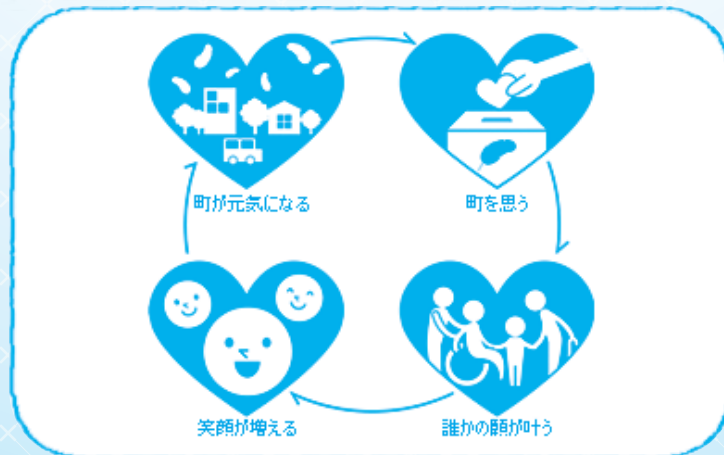 町が元気になる
町を思う
笑顔が増える
誰かの願が叶う